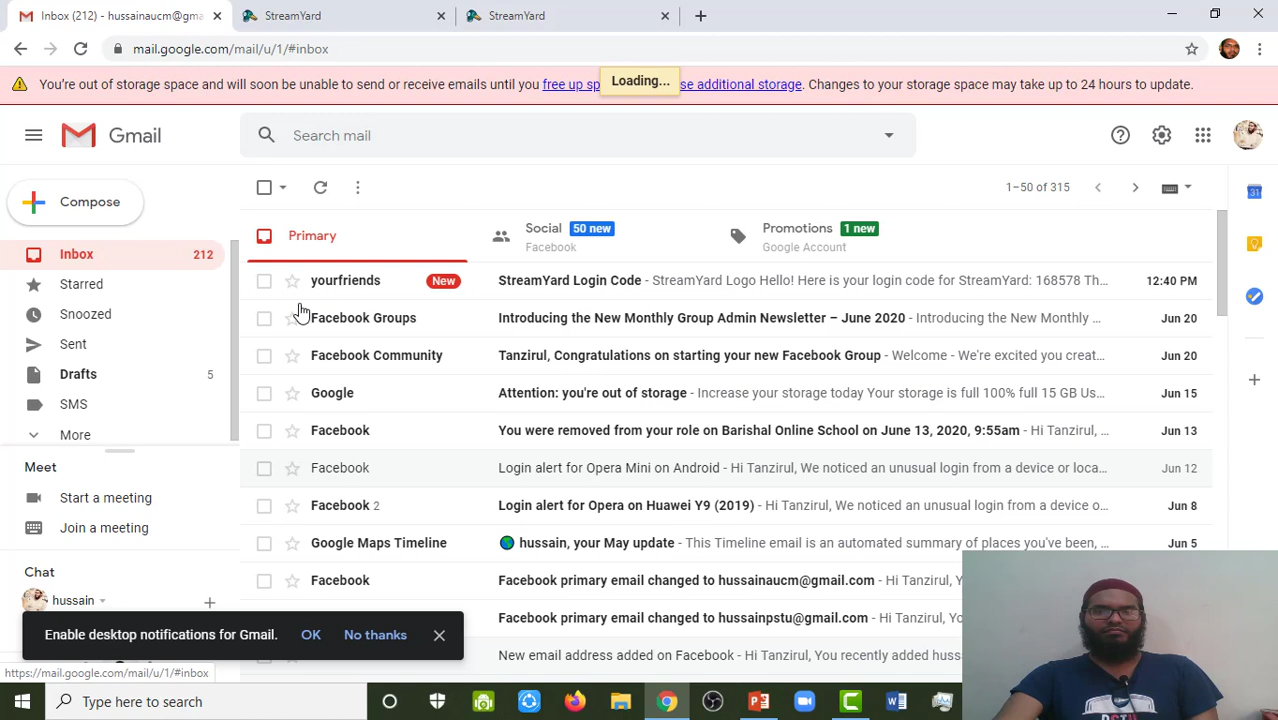 Inbox (212) - hussainaucm@gma
StreamYard
StreamYard
mail.google.com/mail/u/1/#inbox
You're out of storage space and will soon be unable to send or receive emails until you free up sp
Loading...
se additional storage. Changes to your storage space may take up to 24 hours to update.
Gmail
Search mail
Compose
1–50 of 315
Primary
Social 50 new
Facebook
Promotions 1 new
Google Account
Inbox 212
Starred
Snoozed
Sent
Drafts 5
SMS
More
yourfriends New StreamYard Login Code - StreamYard Logo Hello! Here is your login code for StreamYard: 168578 Th... 12:40 PM
Facebook Groups Introducing the New Monthly Group Admin Newsletter – June 2020 - Introducing the New Monthly ... Jun 20
Facebook Community Tanzirul, Congratulations on starting your new Facebook Group - Welcome - We're excited you creat... Jun 20
Google Attention: you're out of storage - Increase your storage today Your storage is full 100% full 15 GB Us... Jun 15
Facebook You were removed from your role on Barishal Online School on June 13, 2020, 9:55am - Hi Tanzirul, ... Jun 13
Facebook Login alert for Opera Mini on Android - Hi Tanzirul, We noticed an unusual login from a device or loca... Jun 12
Facebook 2 Login alert for Opera on Huawei Y9 (2019) - Hi Tanzirul, We noticed an unusual login from a device o... Jun 8
Google Maps Timeline hussain, your May update - This Timeline email is an automated summary of places you've been, ... Jun 5
Facebook Facebook primary email changed to hussainaucm@gmail.com - Hi Tanzirul,
Facebook primary email changed to hussainpstu@gmail.com - Hi Tanzirul,
New email address added on Facebook - Hi Tanzirul, You recently added huss
Meet
Start a meeting
Join a meeting
Chat
hussain
Enable desktop notifications for Gmail. OK No thanks
https://mail.google.com/mail/u/1/#inbox
Type here to search
31